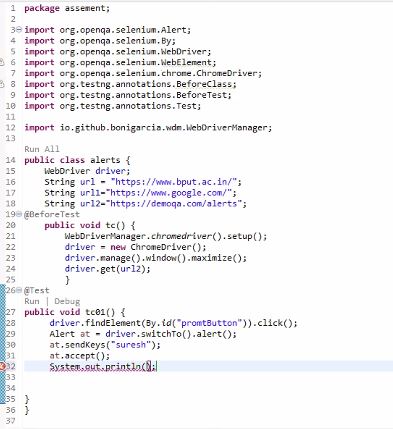 1 package assement;
2
3 import org.openqa.selenium.Alert;
4 import org.openqa.selenium.By;
5 import org.openqa.selenium.WebDriver;
6 import org.openqa.selenium.WebElement;
7 import org.openqa.selenium.chrome.ChromeDriver;
8 import org.testng.annotations.BeforeClass;
9 import org.testng.annotations.BeforeTest;
10 import org.testng.annotations.Test;
11
12 import io.github.bonigarcia.wdm.WebDriverManager;
13
Run All
14 public class alerts {
15 WebDriver driver;
16 String url = "https://www.bput.ac.in/";
17 String url1="https://www.google.com/";
18 String url2="https://demoqa.com/alerts";
19 @BeforeTest
20 public void tc() {
21 WebDriverManager.chromedriver().setup();
22 driver = new ChromeDriver();
23 driver.manage().window().maximize();
24 driver.get(url2);
25 }
26 @Test
Run | Debug
27 public void tc01() {
28 driver.findElement(By.id("promtButton")).click();
29 Alert at = driver.switchTo().alert();
30 at.sendKeys("suresh");
31 at.accept();
32 System.out.println();
33
34
35 }
36 }
37